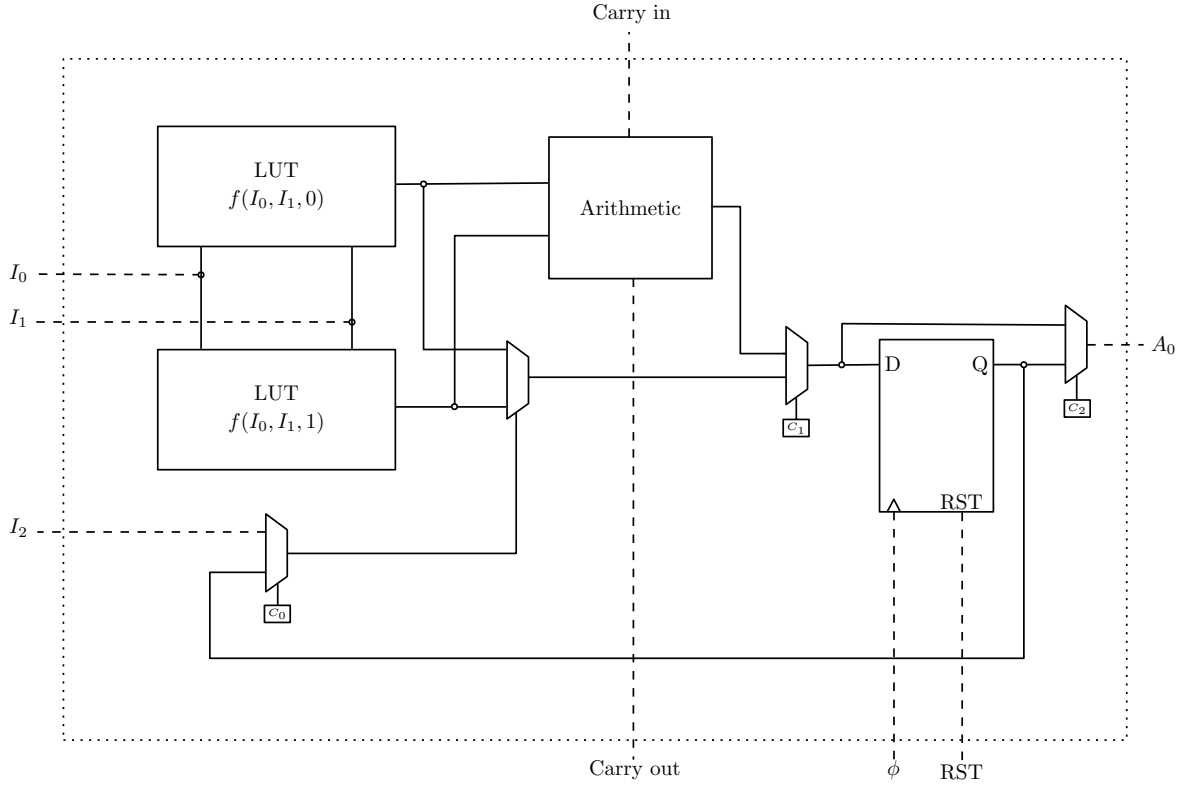 Carry in
LUT
f(I₀, I₁, 0)
Arithmetic
I₀
I₁
LUT
f(I₀, I₁, 1)
D
Q
A₀
C₁
C₂
RST
I₂
C₀
Carry out
ϕ
RST